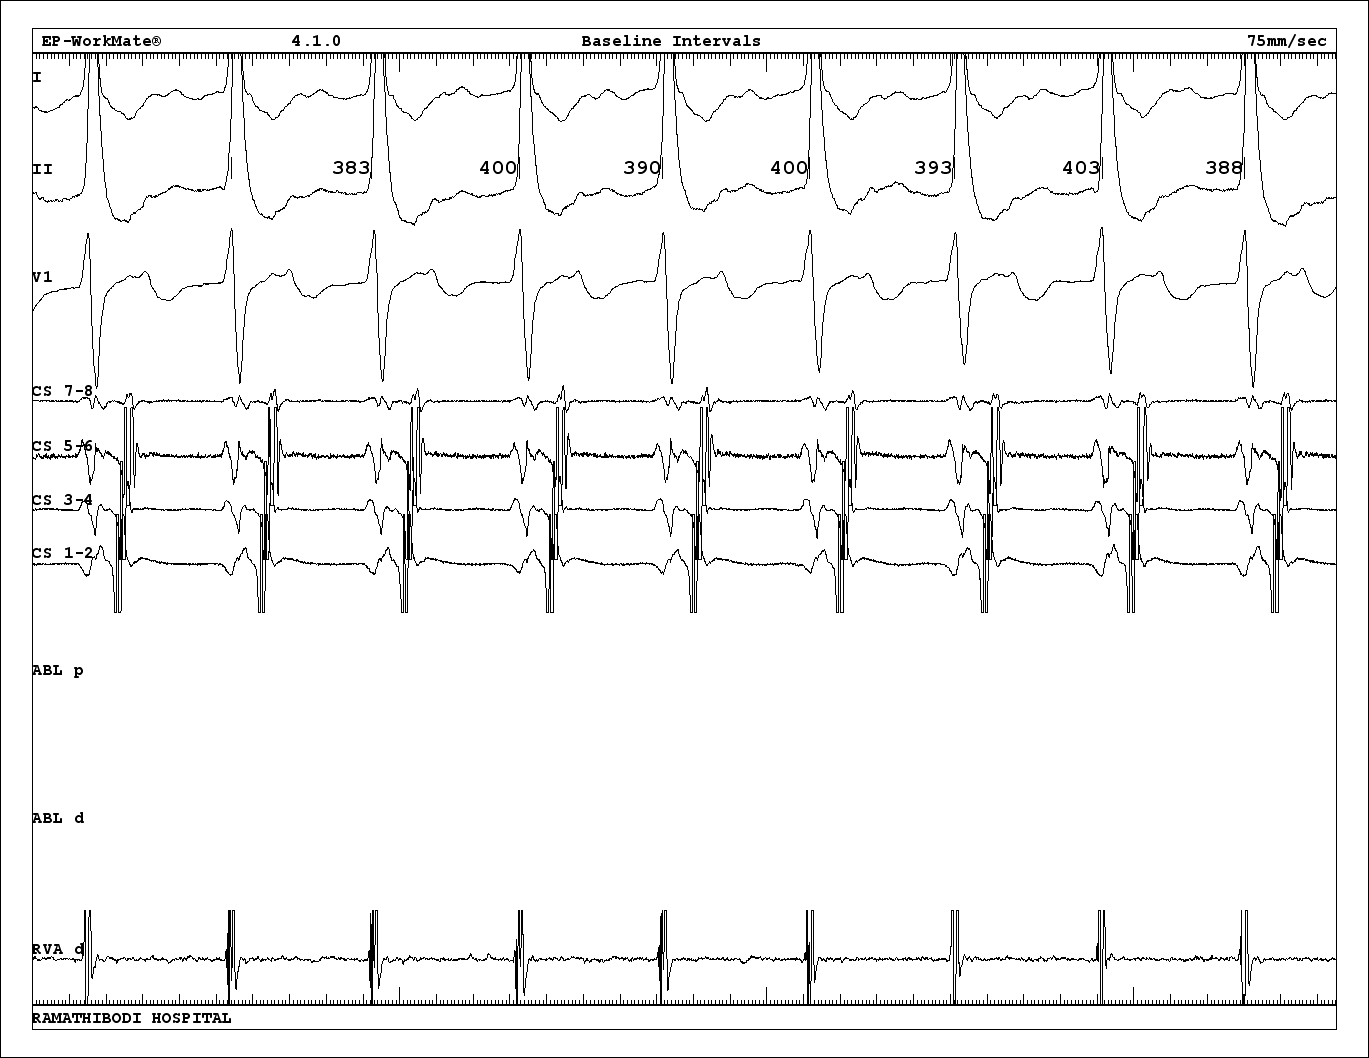 EP-WorkMate® 4.1.0 Baseline Intervals 75mm/sec
I
II 383 400 390 400 393 403 388
V1
CS 7-8
CS 5-6
CS 3-4
CS 1-2
ABL p
ABL d
RVA d
RAMATHIBODI HOSPITAL